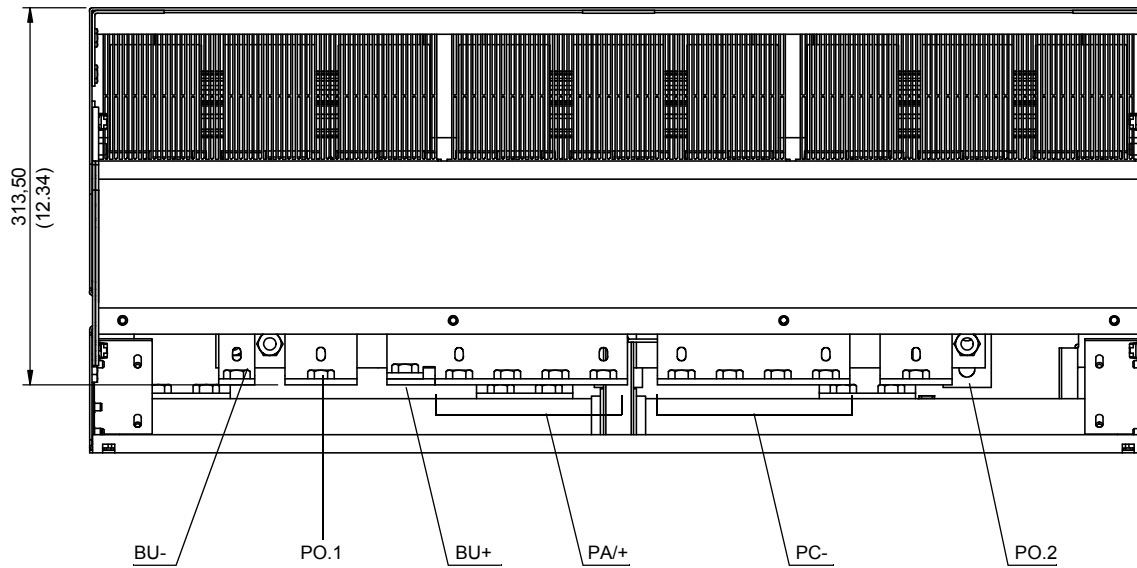 313,50
(12.34)
BU-
PO.1
BU+
PA/+
PC-
PO.2